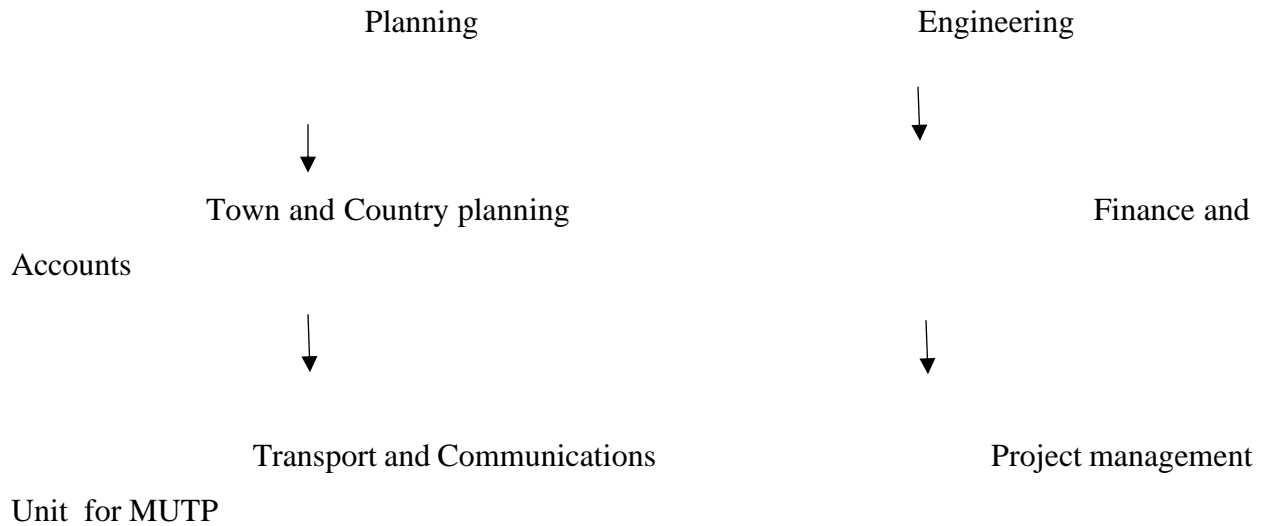 Planning Engineering
Town and Country planning Finance and
Accounts
Transport and Communications Project management
Unit for MUTP